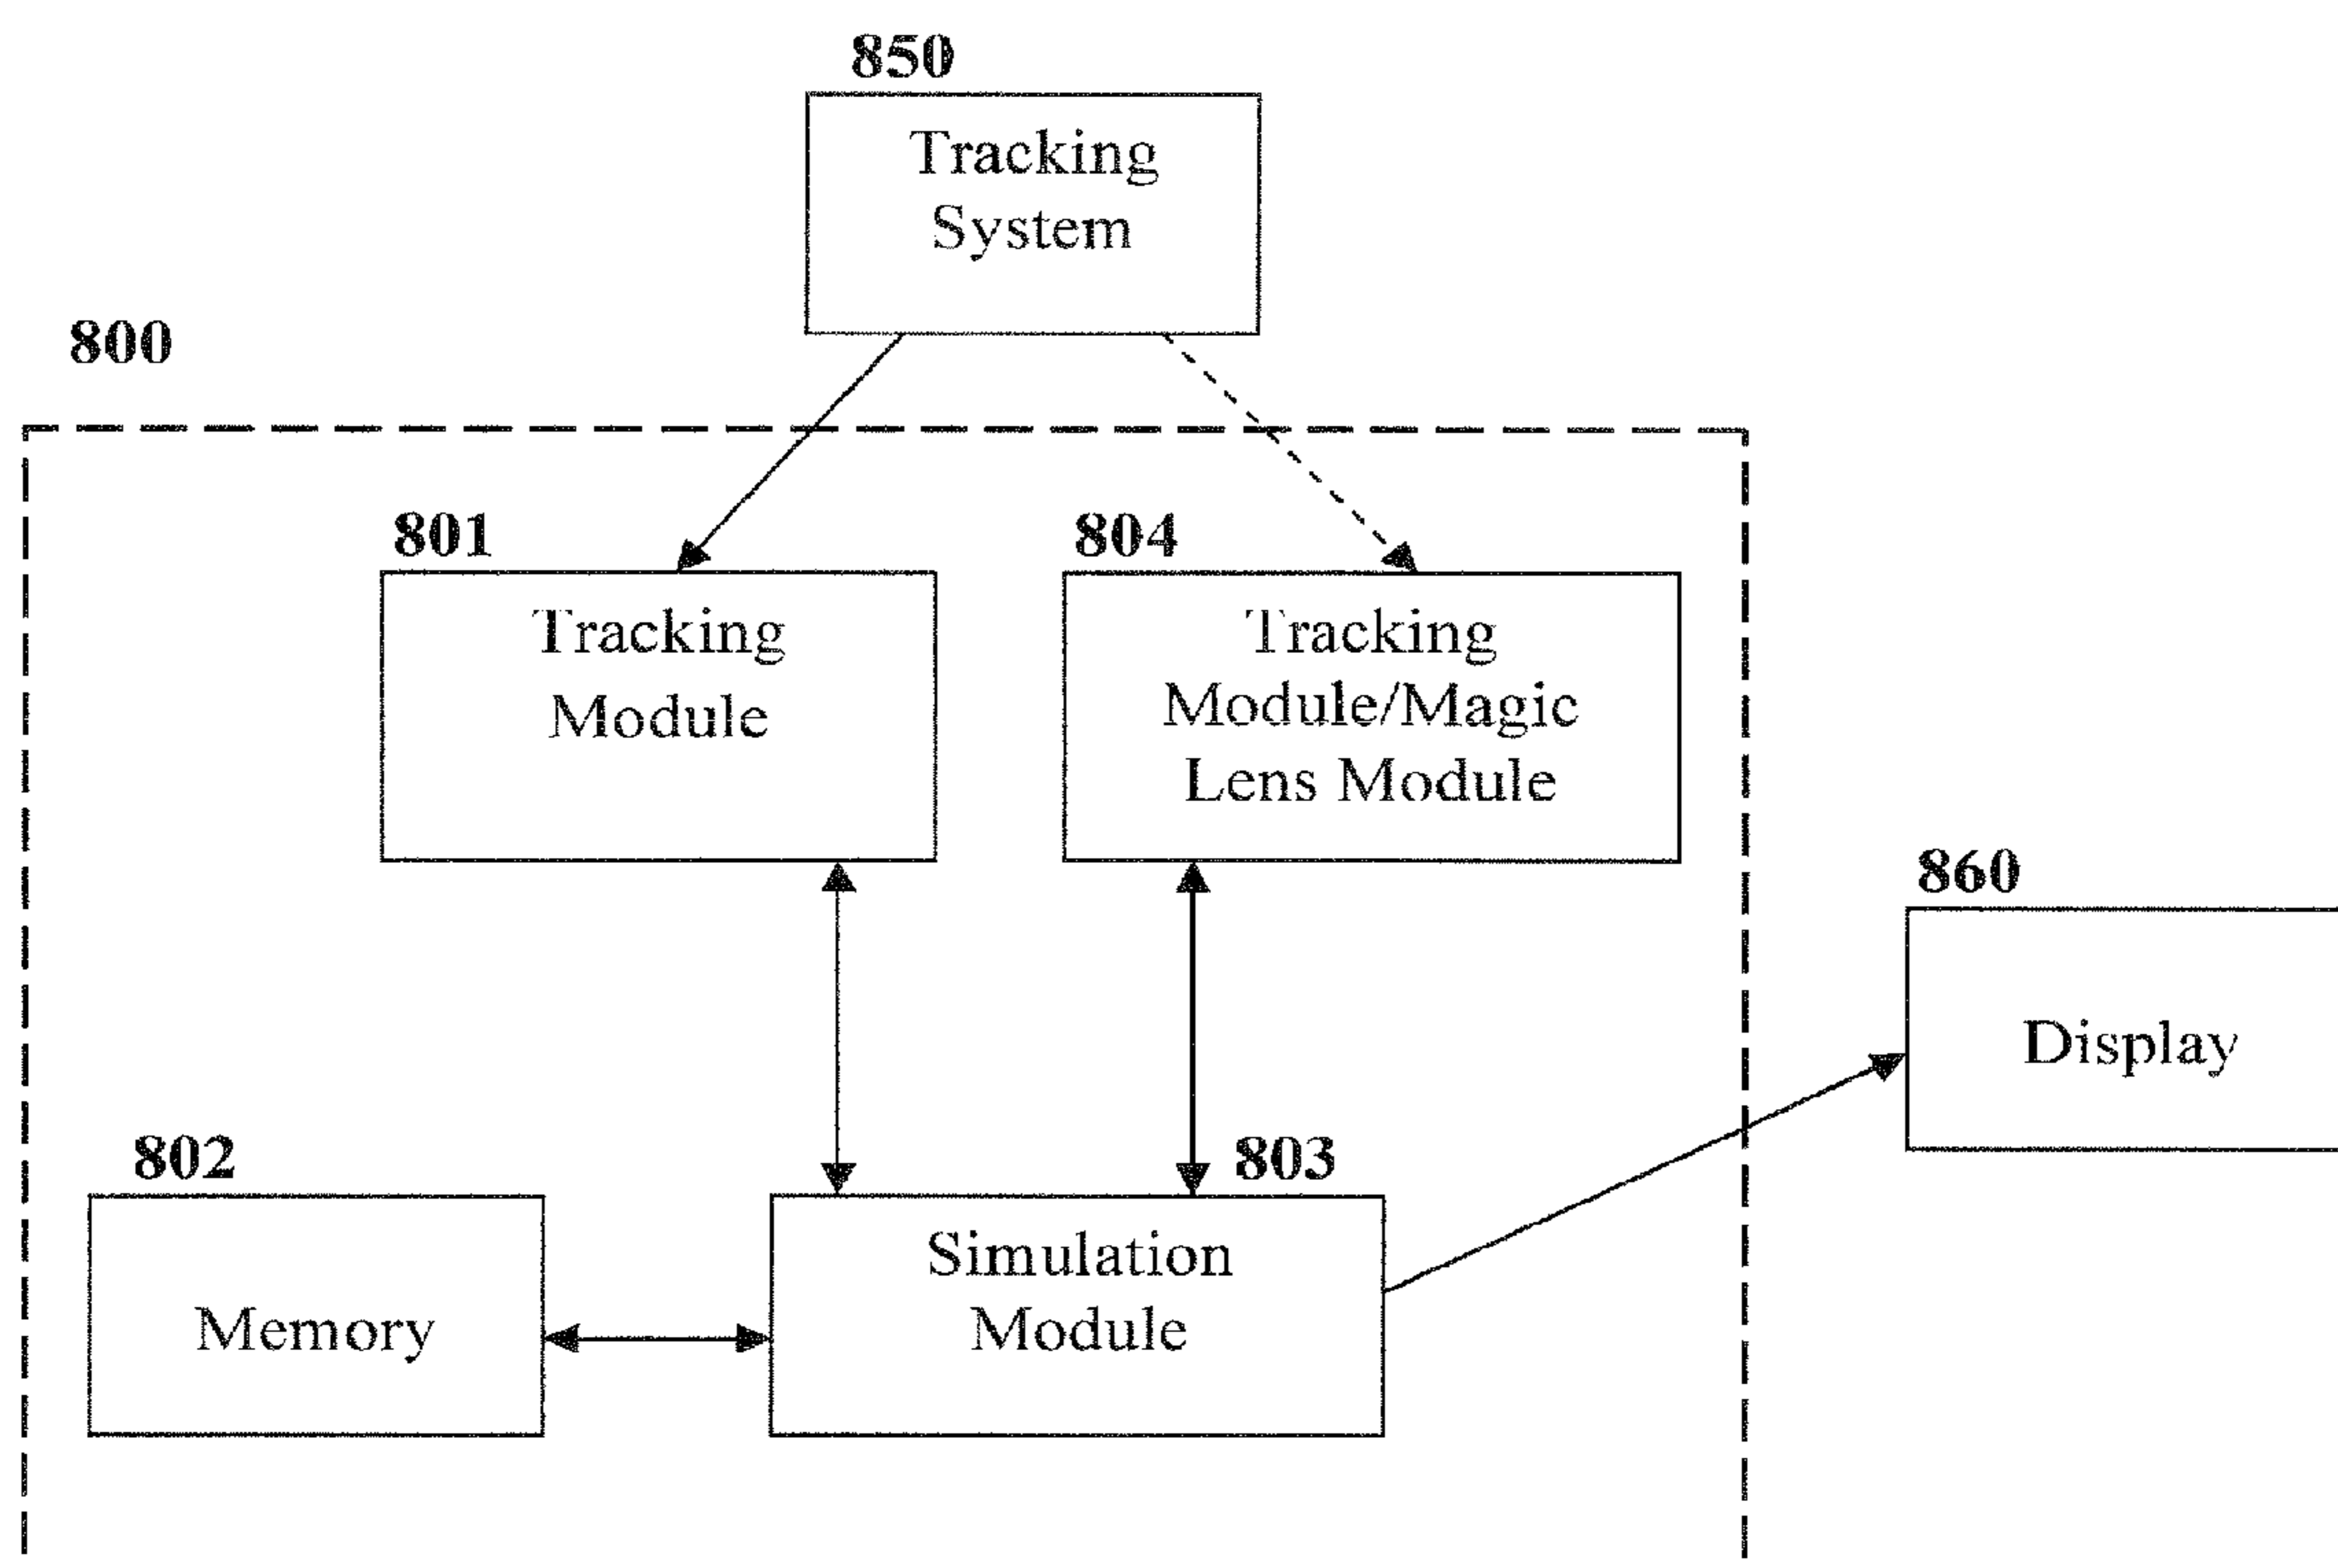 850
Tracking
System
800
801
Tracking
Module
804
Tracking
Module/Magic
Lens Module
860
Display
802
Memory
803
Simulation
Module